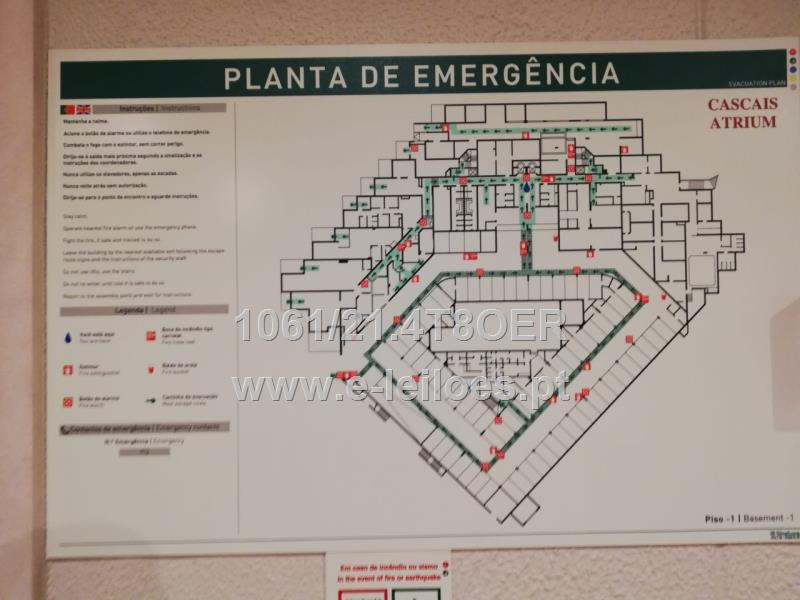 PLANTA DE EMERGÊNCIA
EVACUATION PLAN
CASCAIS
ATRIUM
Instruções | Instructions
Mantenha a calma.
Acione o botão de alarme ou utilize o telefone de emergência.
Combata o fogo com o extintor, sem correr perigo.
Dirija-se à saída mais próxima seguindo a sinalização e as
instruções dos coordenadores.
Nunca utilize os elevadores, apenas as escadas.
Nunca volte atrás sem autorização.
Dirija-se para o ponto de encontro e aguarde instruções.
Stay calm.
Operate nearest fire alarm or use the emergency phone.
Fight the fire, if safe and trained to do so.
Leave the building by the nearest available exit following the escape
route signs and the instructions of the security staff.
Do not use lifts, use the stairs.
Do not re-enter until told it is safe to do so.
Report to the assembly point and wait for instructions.
Legenda | Legend
Você está aqui
You are here
Boca de incêndio tipo
carretel
Fire hose reel
Extintor
Fire extinguisher
Balde de areia
Fire bucket
Botão de alarme
Fire alarm
Caminho de evacuação
Contactos de emergência | Emergency contacts
Emergência | Emergency
112
1061/21.4T8OER
www.e-leiloes.pt
Piso -1 | Basement -1
Em caso de incêndio ou sismo
In the event of fire or earthquake